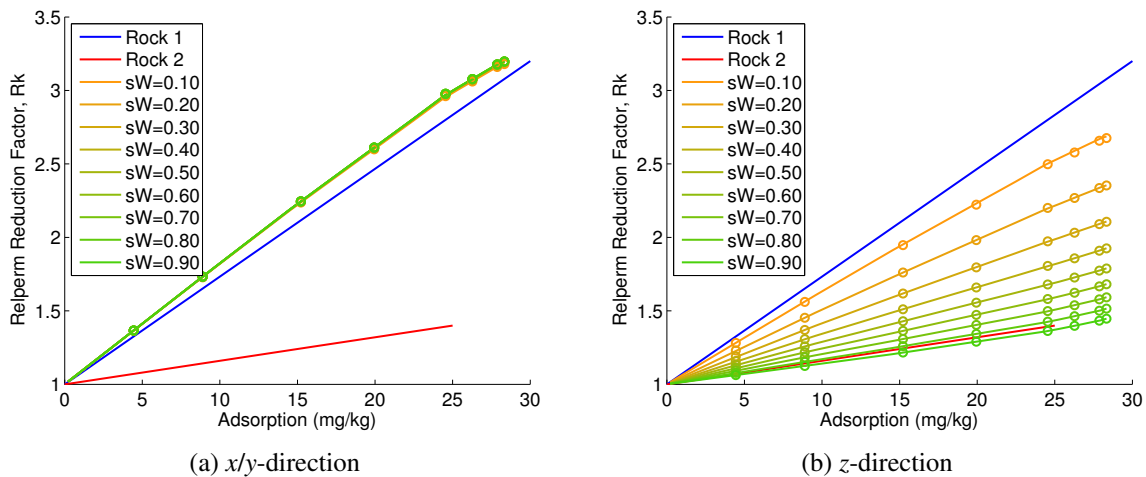 3.5
3
2.5
2
1.5
1
Relperm Reduction Factor, Rk
Rock 1
Rock 2
sW=0.10
sW=0.20
sW=0.30
sW=0.40
sW=0.50
sW=0.60
sW=0.70
sW=0.80
sW=0.90
0 5 10 15 20 25 30
Adsorption (mg/kg)
(a) x/y-direction
3.5
3
2.5
2
1.5
1
Relperm Reduction Factor, Rk
Rock 1
Rock 2
sW=0.10
sW=0.20
sW=0.30
sW=0.40
sW=0.50
sW=0.60
sW=0.70
sW=0.80
sW=0.90
0 5 10 15 20 25 30
Adsorption (mg/kg)
(b) z-direction